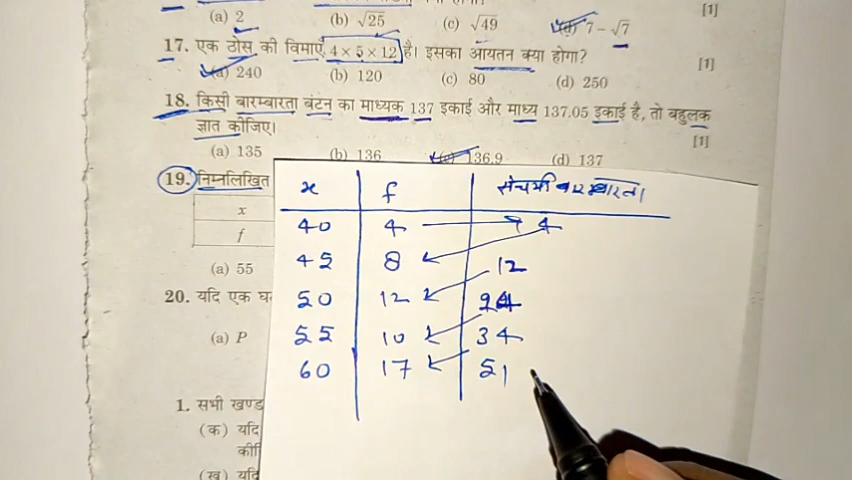 (a) 2 (b) √25 (c) √49 (d) 7 - √7 [1]
17. एक ठोस की विमाएँ 4 × 5 × 12 है। इसका आयतन क्या होगा? [1]
(a) 240 (b) 120 (c) 80 (d) 250
18. किसी बारम्बारता बंटन का माध्यक 137 इकाई और माध्य 137.05 इकाई है, तो बहुलक
ज्ञात कीजिए। [1]
(a) 135 (b) 136 (c) 136.9 (d) 137
19. निम्नलिखित
x
f
(a) 55
20. यदि एक घ
(a) P
1. सभी खण्ड
(क) यदि
(ख) यदि
x f संचयी बारम्बारता
40 4 4
45 8 12
50 12 24
55 10 34
60 17 51